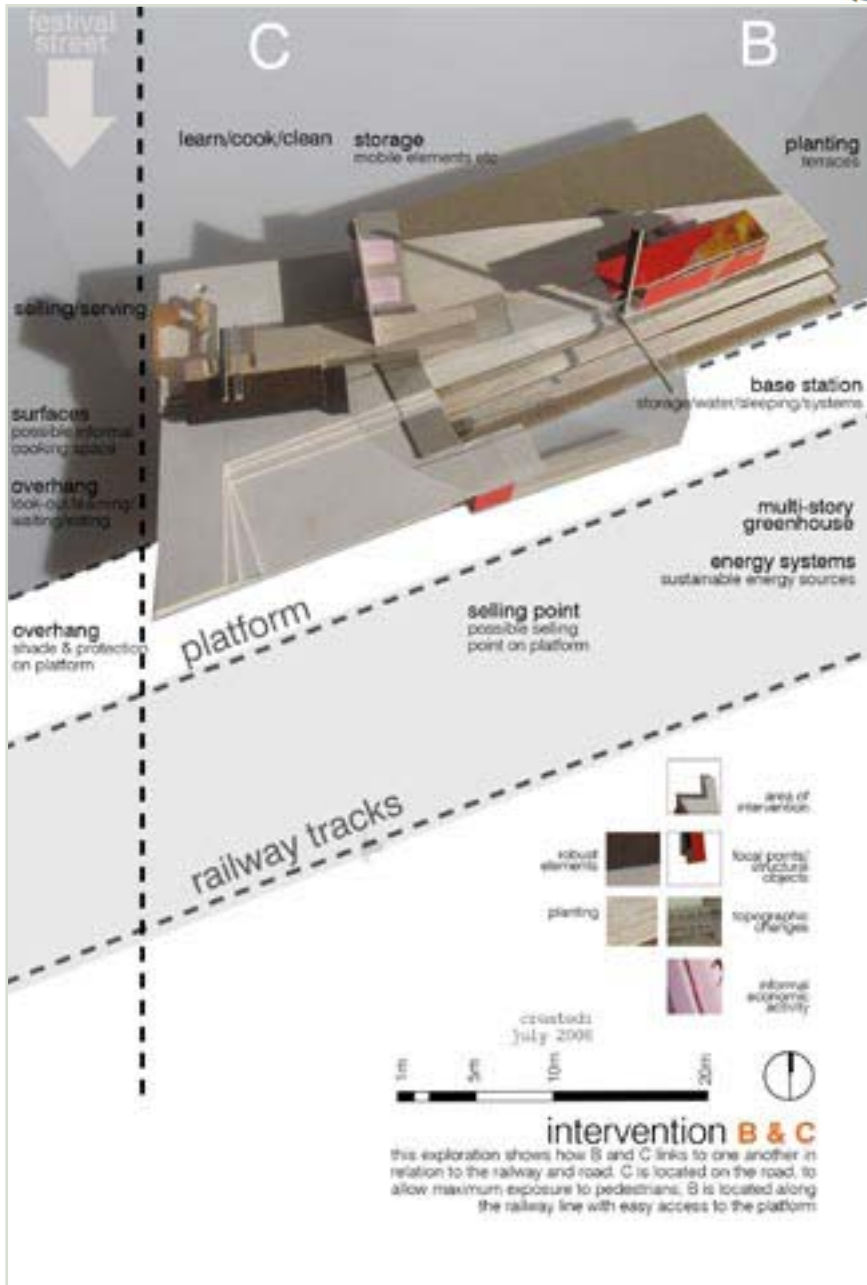 festival
street
C
B
learn/cook/clean
storage
mobile elements etc
planting
terraces
selling/serving
surfaces
possible informal
cooking space
base station
storage/water/sleeping/systems
overhang
look-out/learning/
waiting/eating
multi-story
greenhouse
energy systems
sustainable energy sources
overhang
shade & protection
on platform
platform
selling point
possible selling
point on platform
railway tracks
area of
intervention
robust
elements
focal points/
structural
objects
planting
topographic
changes
informal
economic
activity
created:
july 2008
1m
5m
10m
20m
intervention B & C
this exploration shows how B and C links to one another in
relation to the railway and road. C is located on the road, to
allow maximum exposure to pedestrians; B is located along
the railway line with easy access to the platform